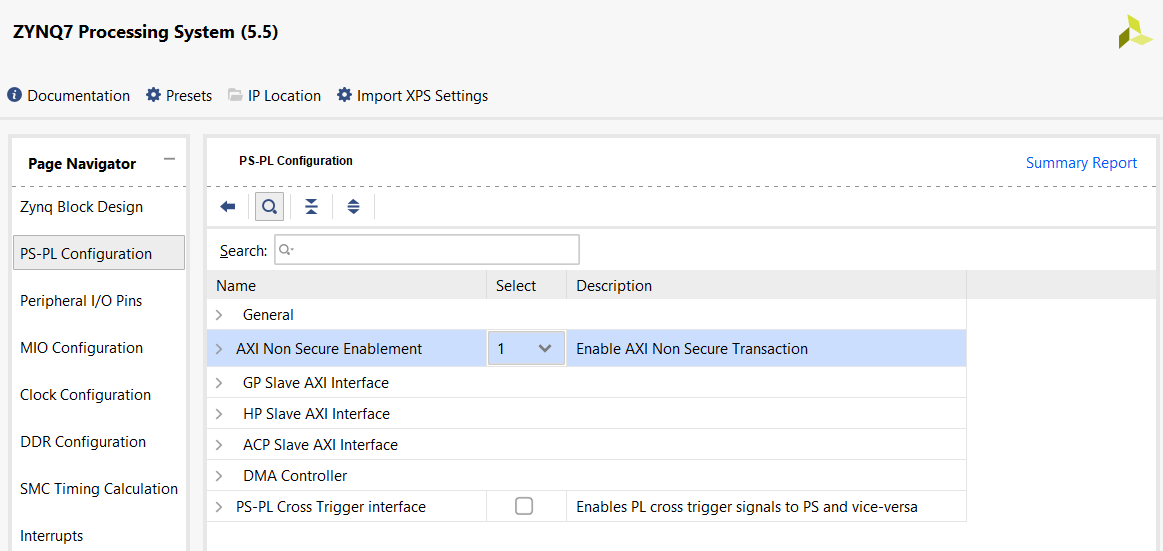 ZYNQ7 Processing System (5.5)
Documentation Presets IP Location Import XPS Settings
Page Navigator
Zynq Block Design
PS-PL Configuration
Peripheral I/O Pins
MIO Configuration
Clock Configuration
DDR Configuration
SMC Timing Calculation
Interrupts
PS-PL Configuration Summary Report
Search:
Name Select Description
General
AXI Non Secure Enablement 1 Enable AXI Non Secure Transaction
GP Slave AXI Interface
HP Slave AXI Interface
ACP Slave AXI Interface
DMA Controller
PS-PL Cross Trigger interface Enables PL cross trigger signals to PS and vice-versa